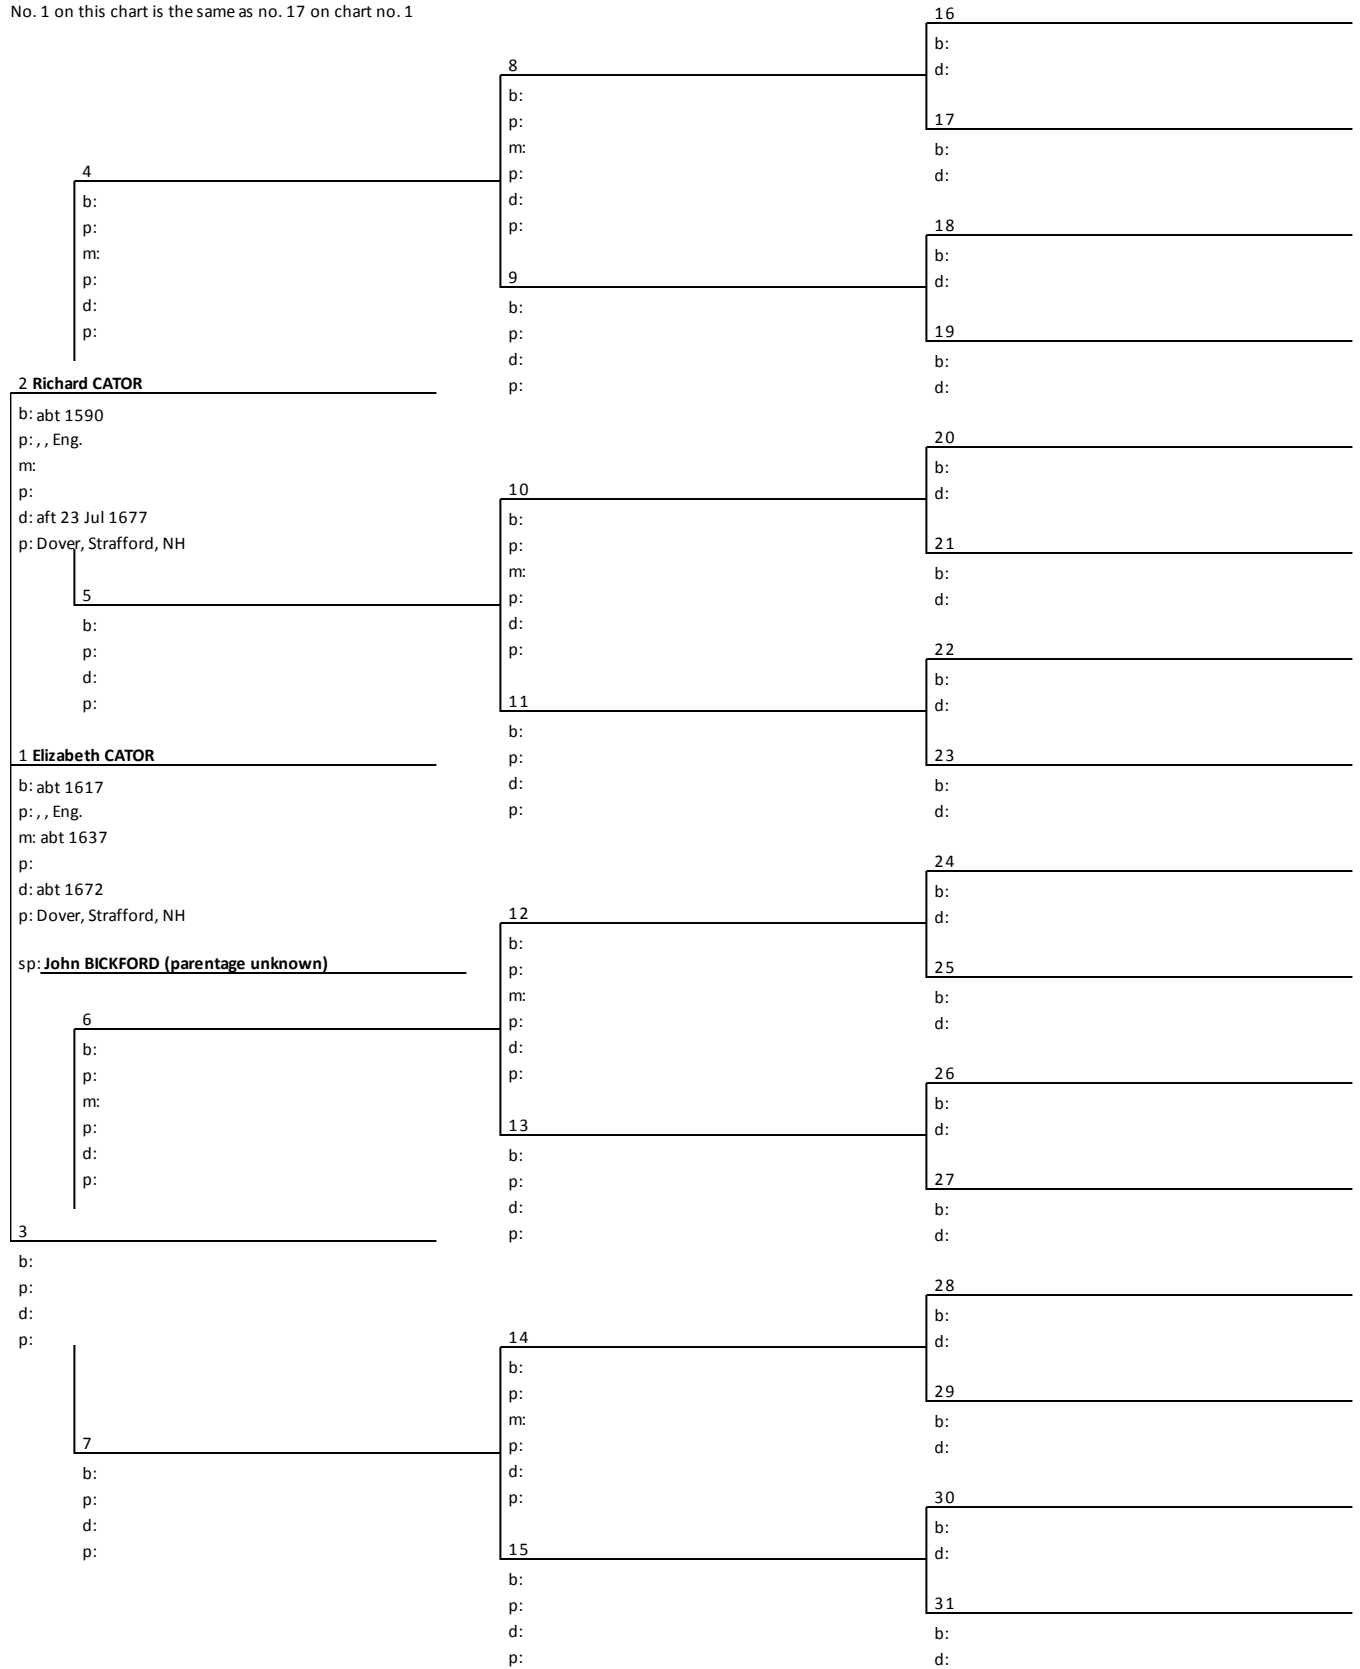 No. 1 on this chart is the same as no. 17 on chart no. 1
16
b:
d:
8
b:
p:
m:
p:
d:
p:
17
b:
d:
4
b:
p:
m:
p:
d:
p:
18
b:
d:
9
b:
p:
d:
p:
19
b:
d:
2 Richard CATOR
b: abt 1590
p: , , Eng.
m:
p:
d: aft 23 Jul 1677
p: Dover, Strafford, NH
20
b:
d:
10
b:
p:
m:
p:
d:
p:
21
b:
d:
5
b:
p:
d:
p:
22
b:
d:
11
b:
p:
d:
p:
23
b:
d:
1 Elizabeth CATOR
b: abt 1617
p: , , Eng.
m: abt 1637
p:
d: abt 1672
p: Dover, Strafford, NH
sp: John BICKFORD (parentage unknown)
24
b:
d:
12
b:
p:
m:
p:
d:
p:
25
b:
d:
6
b:
p:
m:
p:
d:
p:
26
b:
d:
13
b:
p:
d:
p:
27
b:
d:
3
b:
p:
d:
p:
28
b:
d:
14
b:
p:
m:
p:
d:
p:
29
b:
d:
7
b:
p:
d:
p:
30
b:
d:
15
b:
p:
d:
p:
31
b:
d: